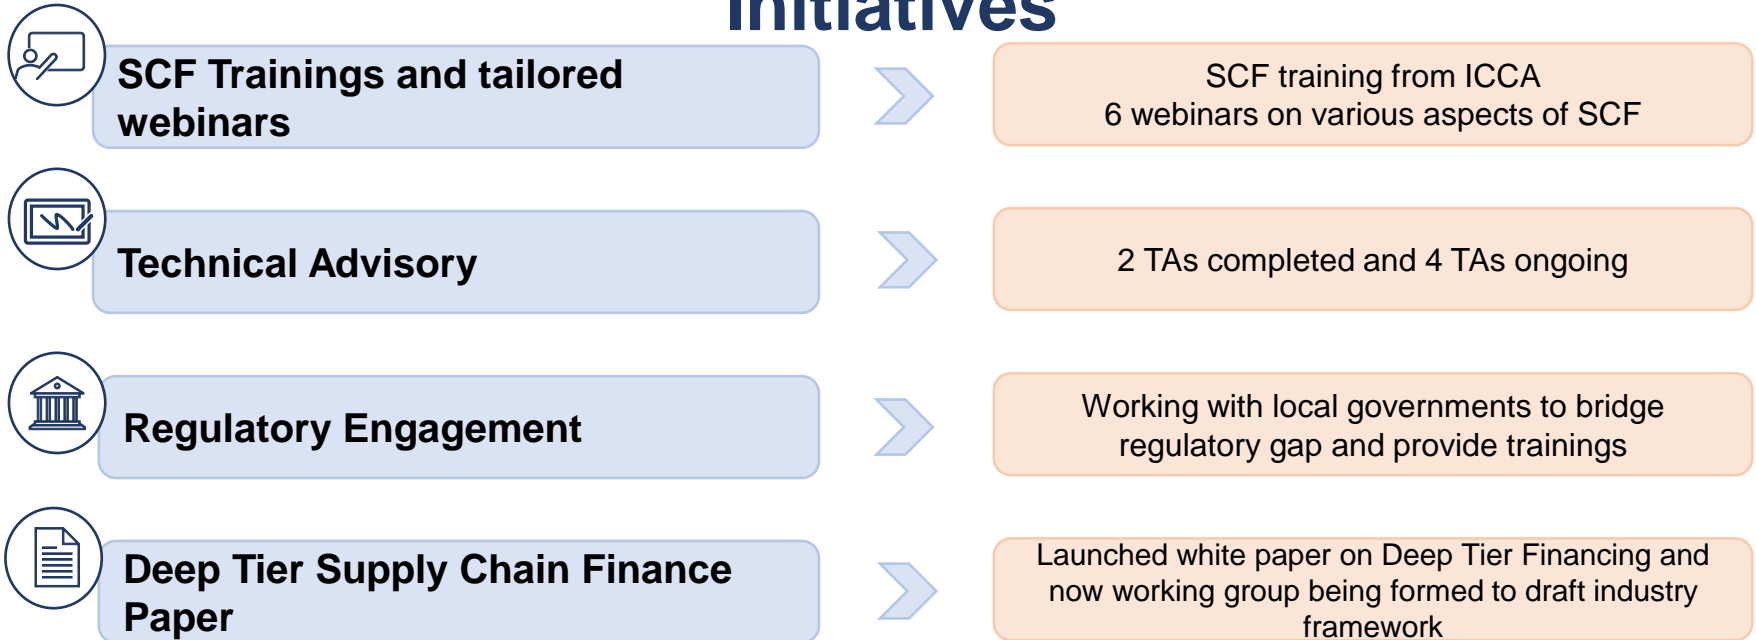 Initiatives
SCF Trainings and tailored
webinars
SCF training from ICCA
6 webinars on various aspects of SCF
Technical Advisory
2 TAs completed and 4 TAs ongoing
Regulatory Engagement
Working with local governments to bridge
regulatory gap and provide trainings
Deep Tier Supply Chain Finance
Paper
Launched white paper on Deep Tier Financing and
now working group being formed to draft industry
framework